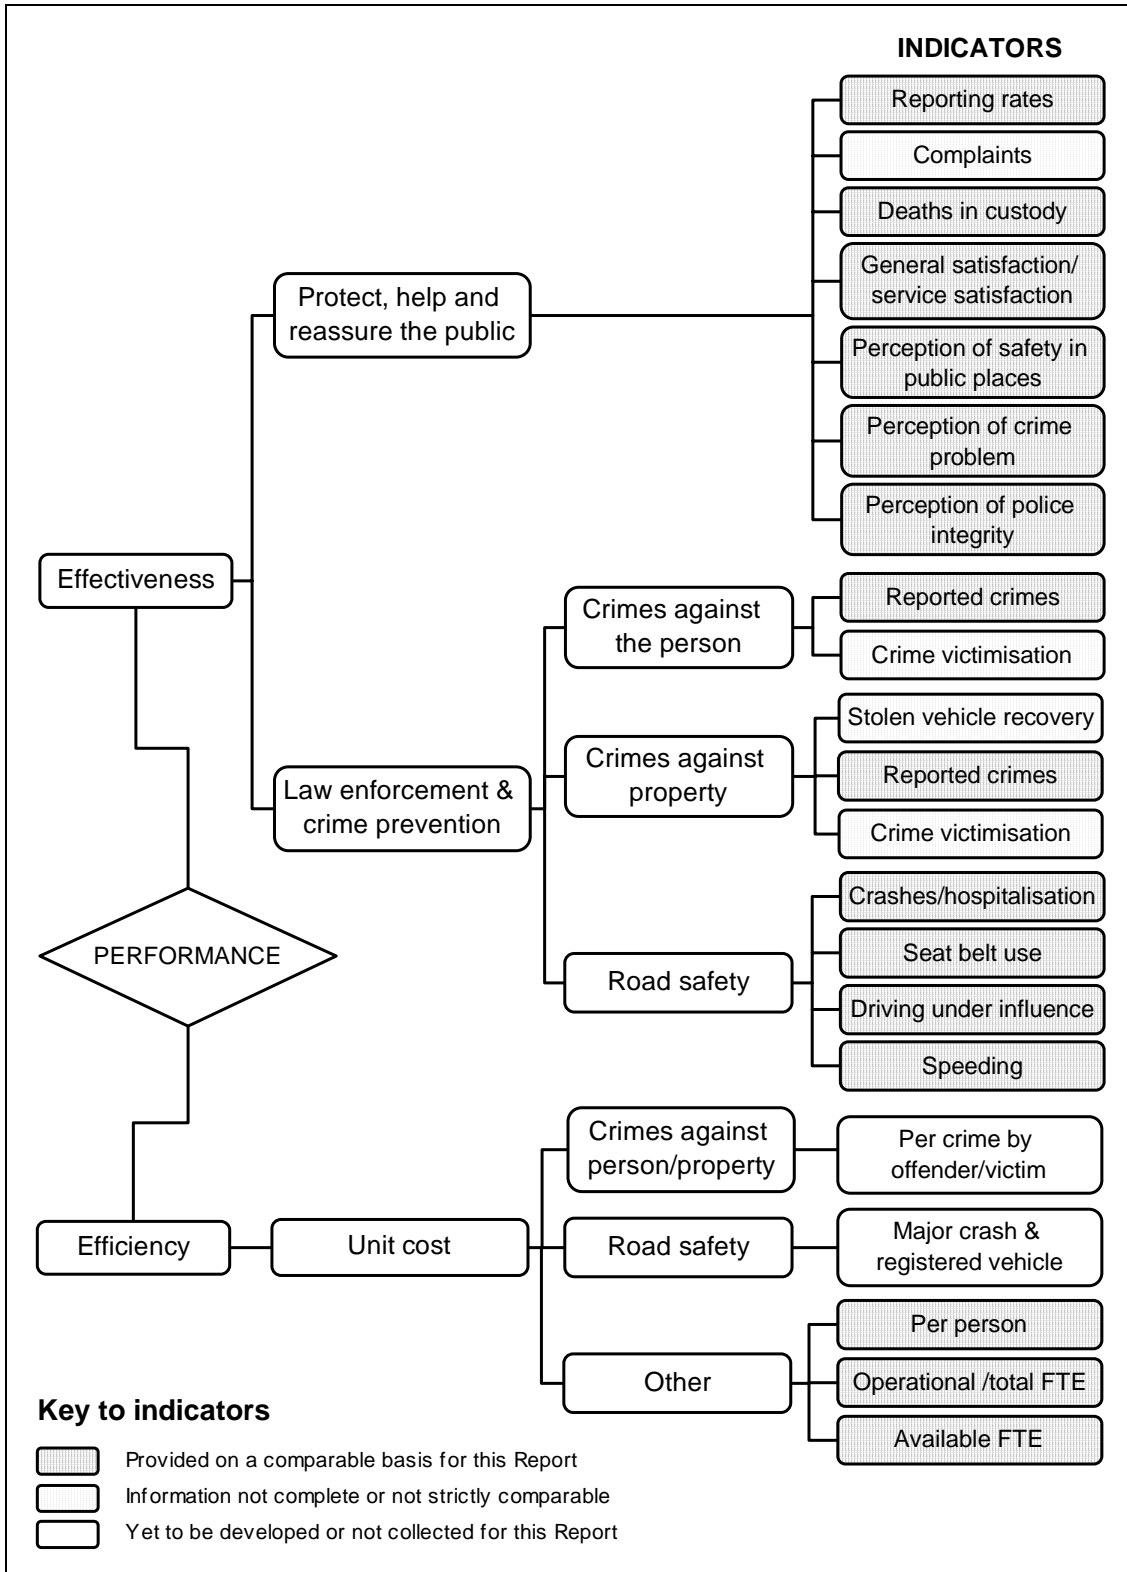 INDICATORS
Reporting rates
Complaints
Deaths in custody
General satisfaction/
service satisfaction
Protect, help and
reassure the public
Perception of safety in
public places
Perception of crime
problem
Perception of police
integrity
Effectiveness
Crimes against
the person
Reported crimes
Crime victimisation
Law enforcement &
crime prevention
Crimes against
property
Stolen vehicle recovery
Reported crimes
Crime victimisation
PERFORMANCE
Road safety
Crashes/hospitalisation
Seat belt use
Driving under influence
Speeding
Efficiency
Unit cost
Crimes against
person/property
Per crime by
offender/victim
Road safety
Major crash &
registered vehicle
Other
Per person
Operational /total FTE
Available FTE
Key to indicators
Provided on a comparable basis for this Report
Information not complete or not strictly comparable
Yet to be developed or not collected for this Report